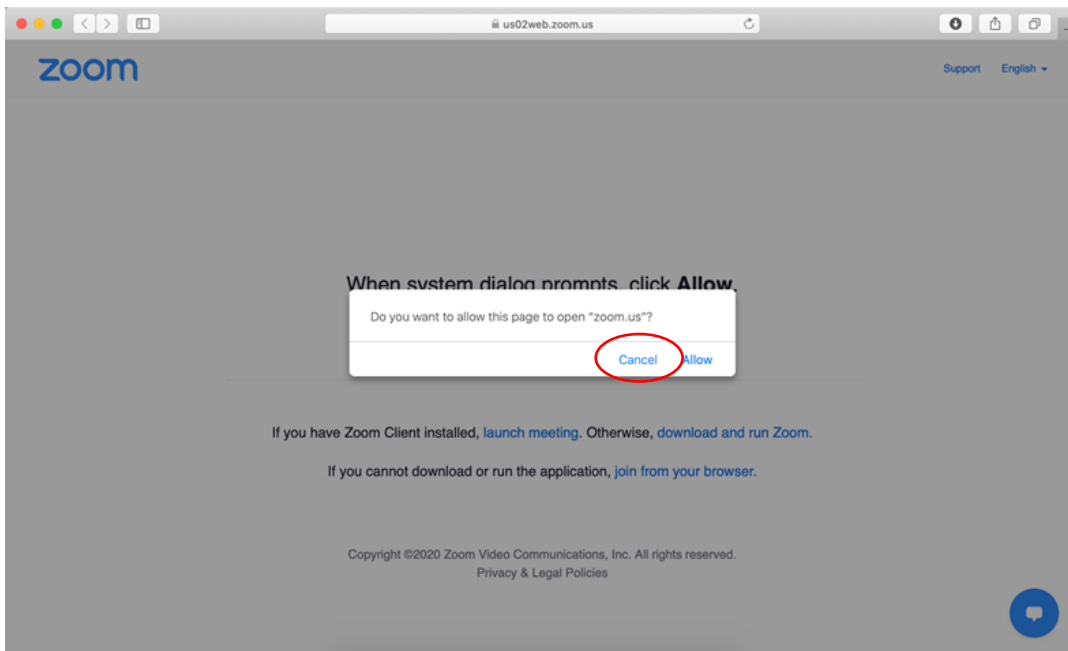 us02web.zoom.us
zoom
Support English
When system dialog prompts, click Allow.
Do you want to allow this page to open “zoom.us”?
Cancel Allow
If you have Zoom Client installed, launch meeting. Otherwise, download and run Zoom.
If you cannot download or run the application, join from your browser.
Copyright ©2020 Zoom Video Communications, Inc. All rights reserved.
Privacy & Legal Policies